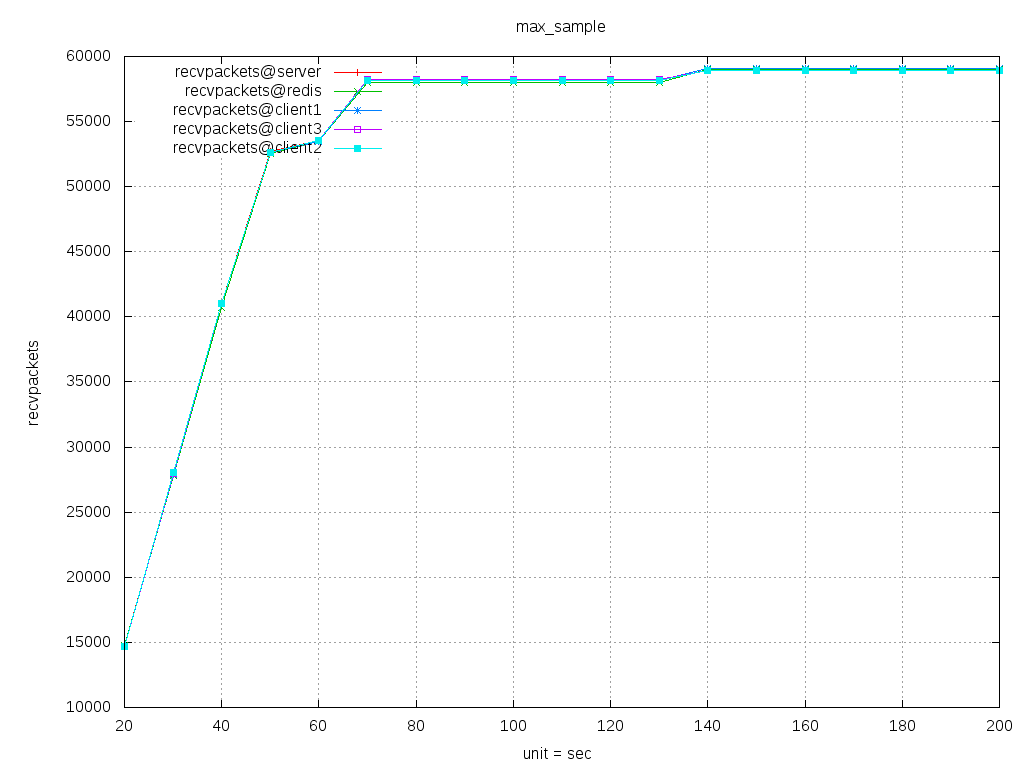 max_sample
60000
55000
50000
45000
40000
35000
30000
25000
20000
15000
10000
recvpackets@server
recvpackets@redis
recvpackets@client1
recvpackets@client3
recvpackets@client2
recvpackets
20 40 60 80 100 120 140 160 180 200
unit = sec